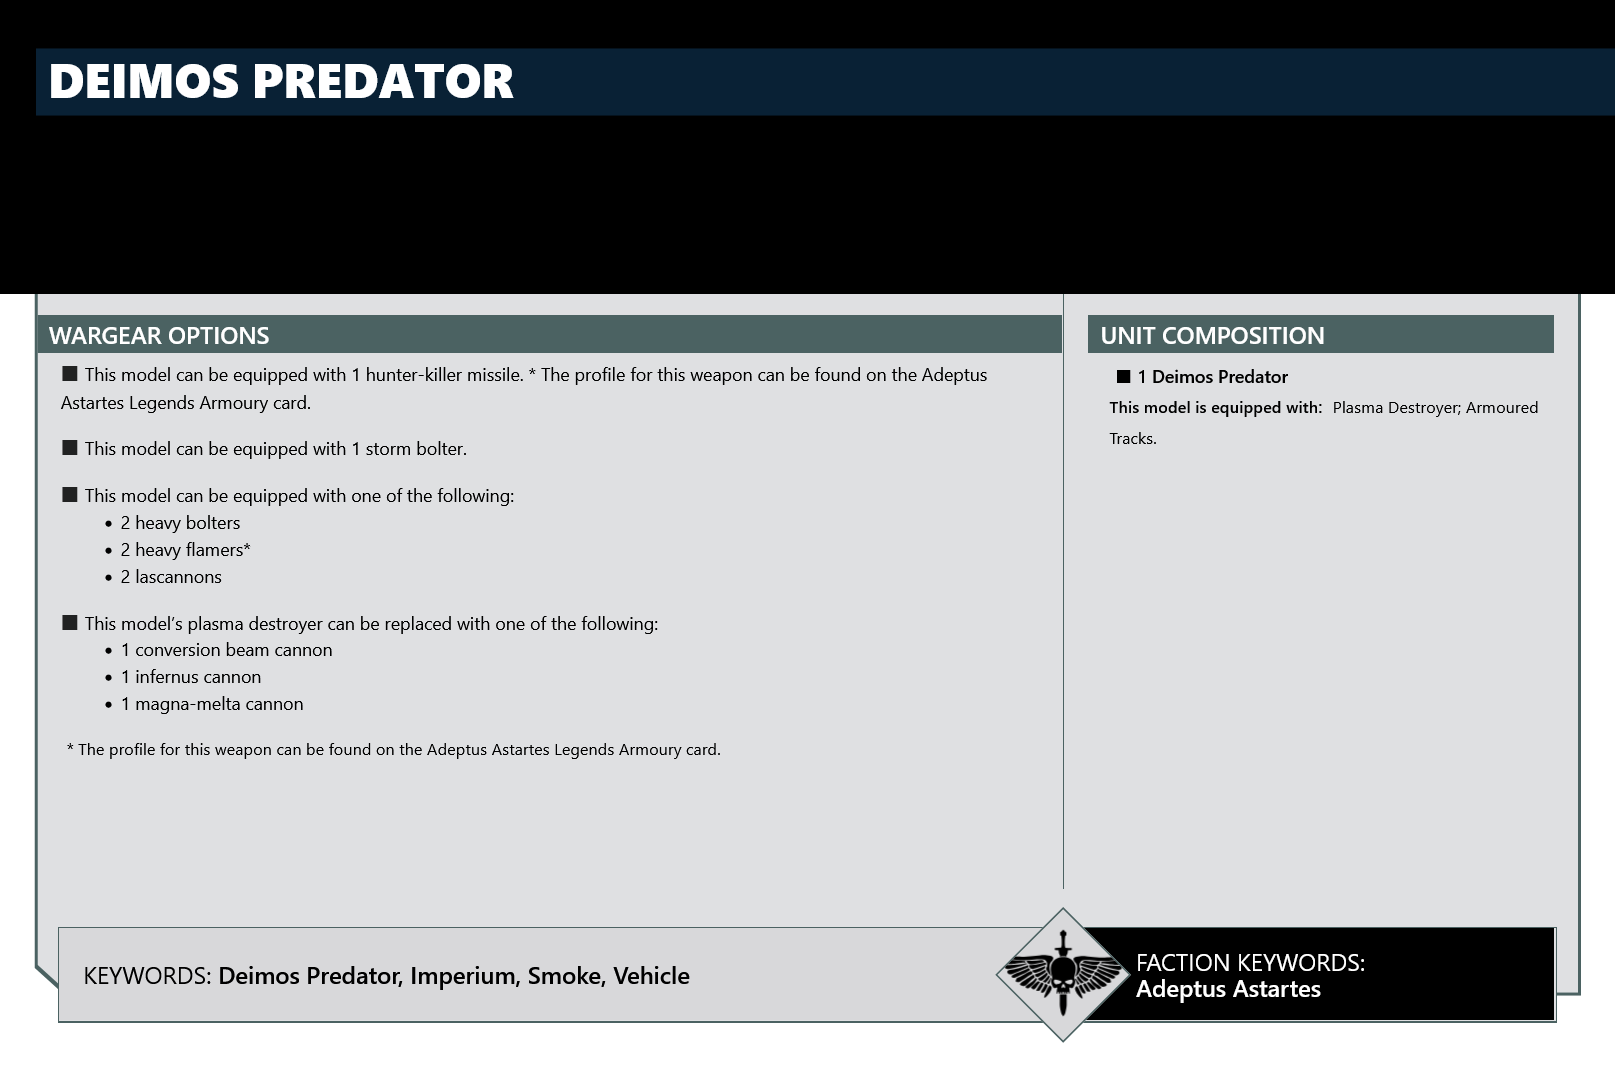 DEIMOS PREDATOR
WARGEAR OPTIONS
■ This model can be equipped with 1 hunter-killer missile. * The profile for this weapon can be found on the Adeptus
Astartes Legends Armoury card.
■ This model can be equipped with 1 storm bolter.
■ This model can be equipped with one of the following:
• 2 heavy bolters
• 2 heavy flamers*
• 2 lascannons
■ This model's plasma destroyer can be replaced with one of the following:
• 1 conversion beam cannon
• 1 infernus cannon
• 1 magna-melta cannon
* The profile for this weapon can be found on the Adeptus Astartes Legends Armoury card.
UNIT COMPOSITION
■ 1 Deimos Predator
This model is equipped with: Plasma Destroyer; Armoured
Tracks.
KEYWORDS: Deimos Predator, Imperium, Smoke, Vehicle
FACTION KEYWORDS:
Adeptus Astartes